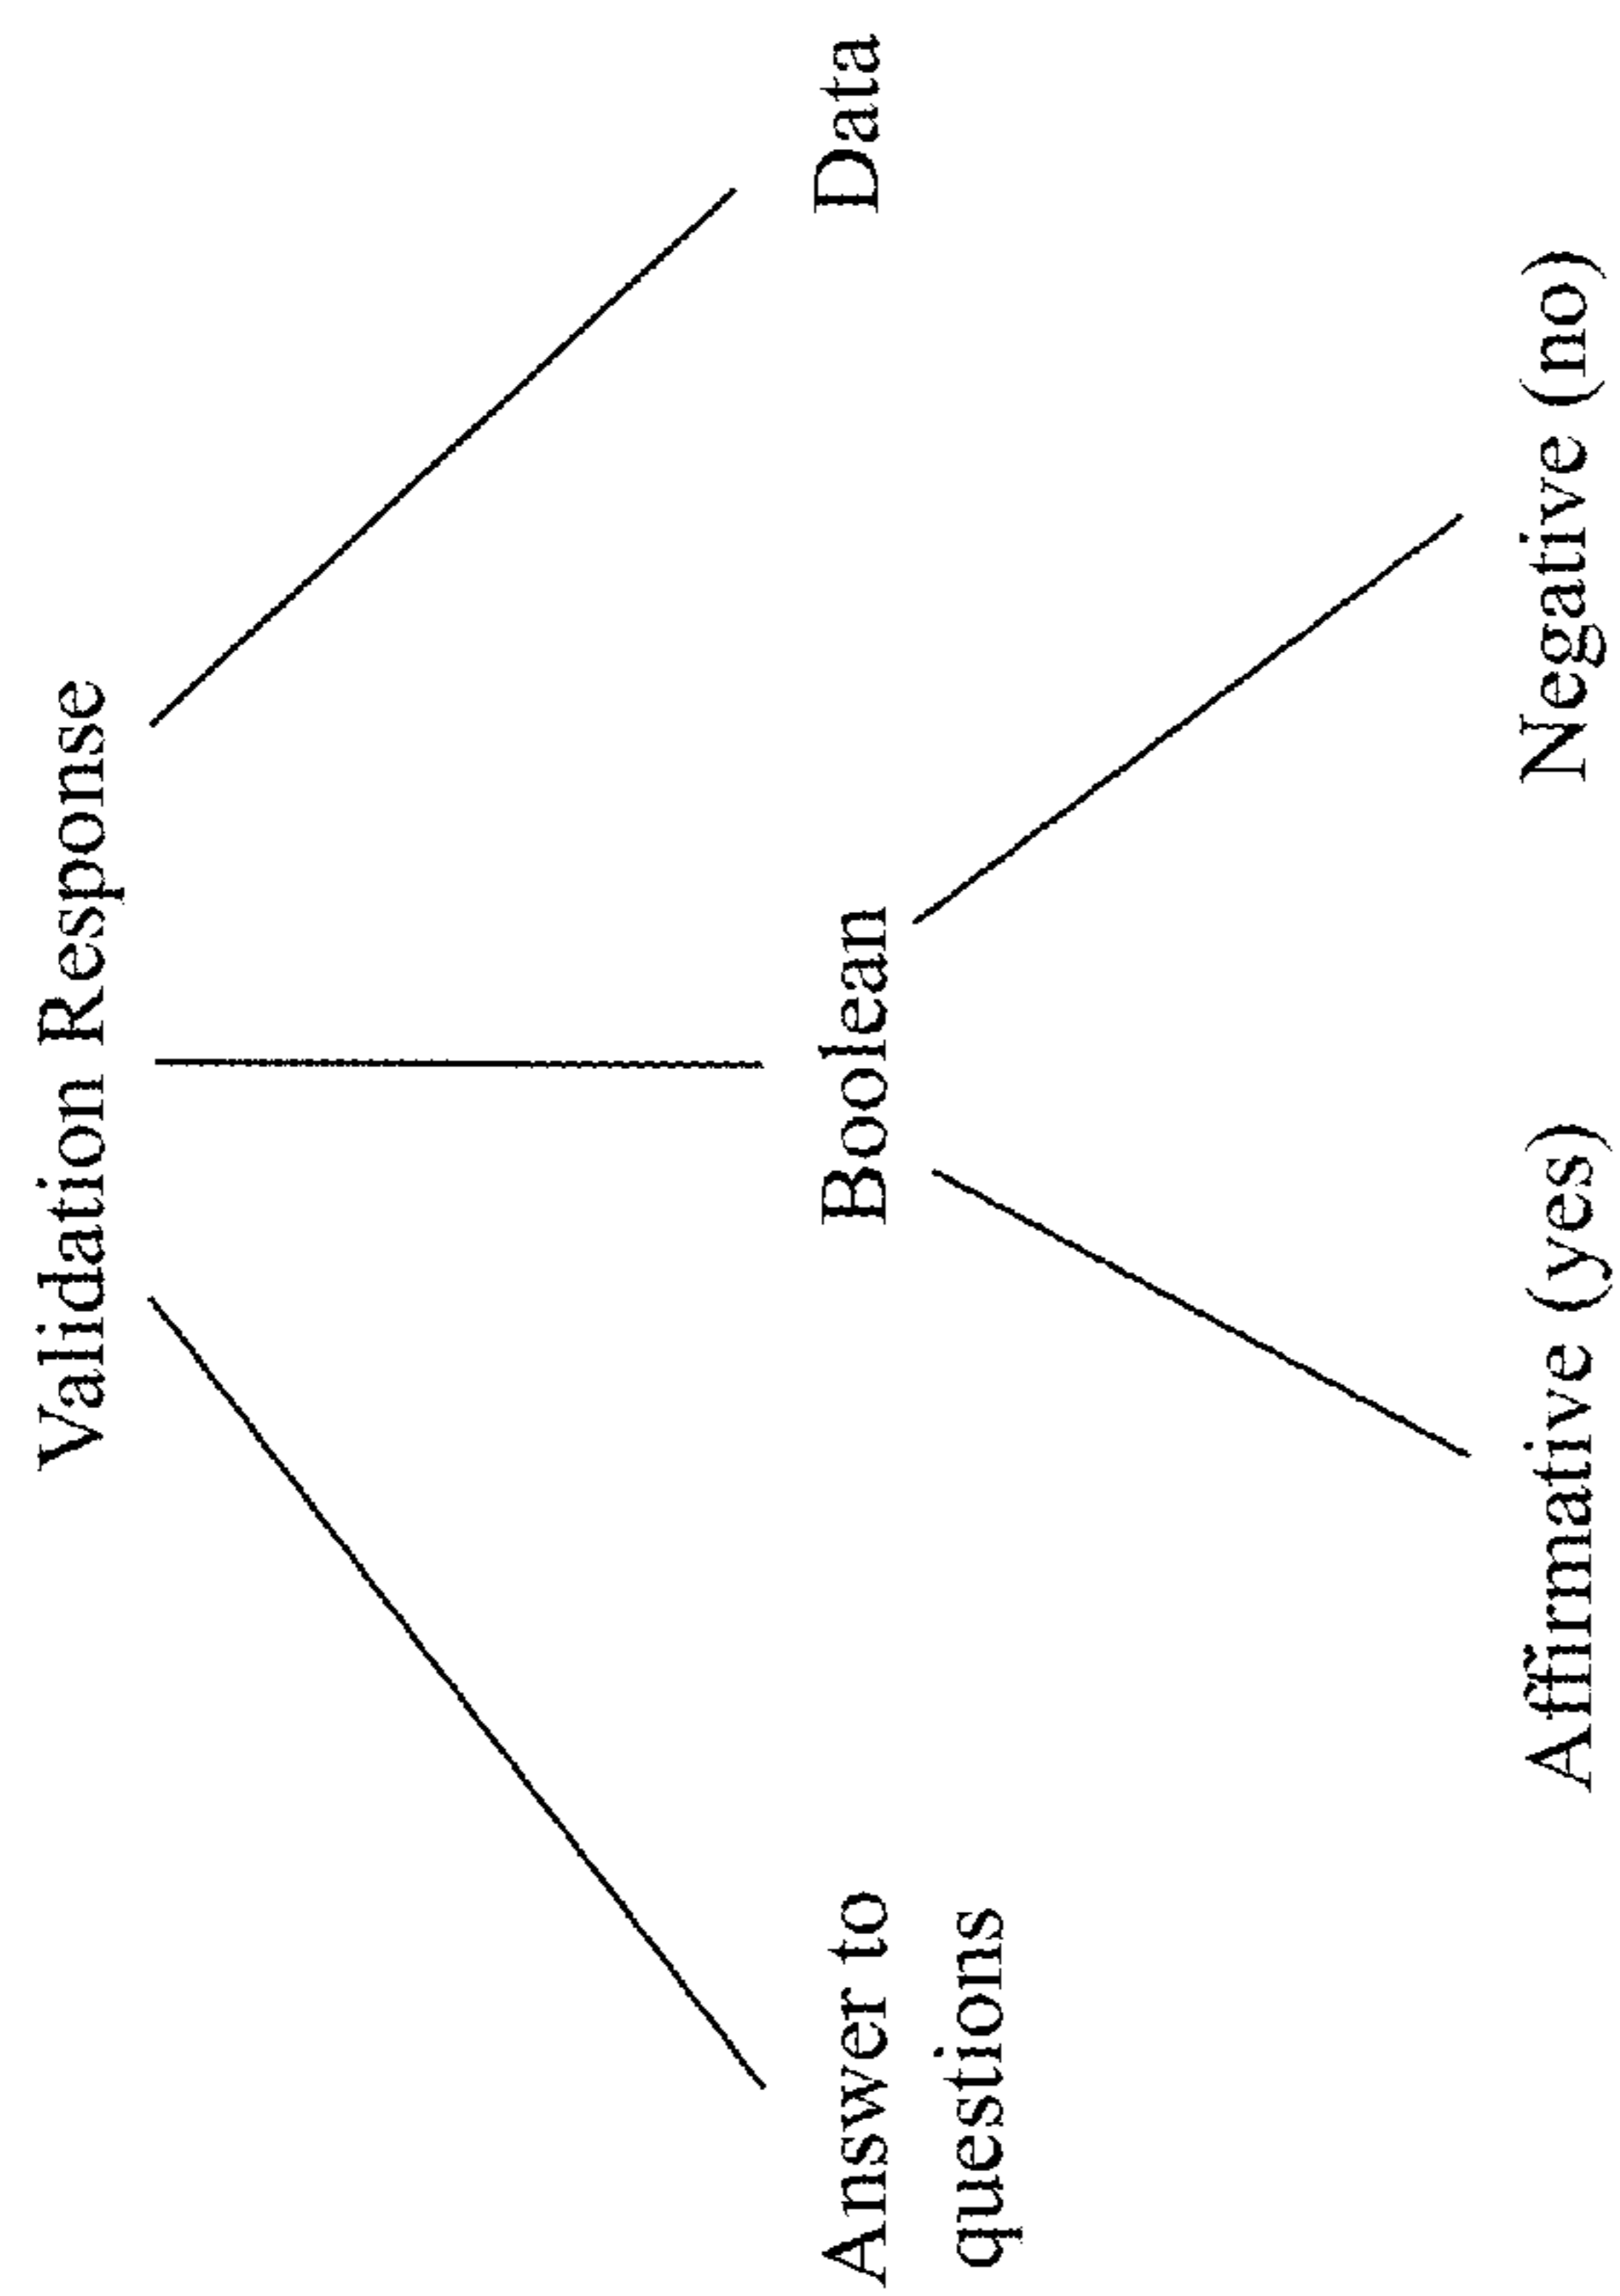 Validation Response
Answer to
questions
Boolean
Data
Affirmative (yes)
Negative (no)